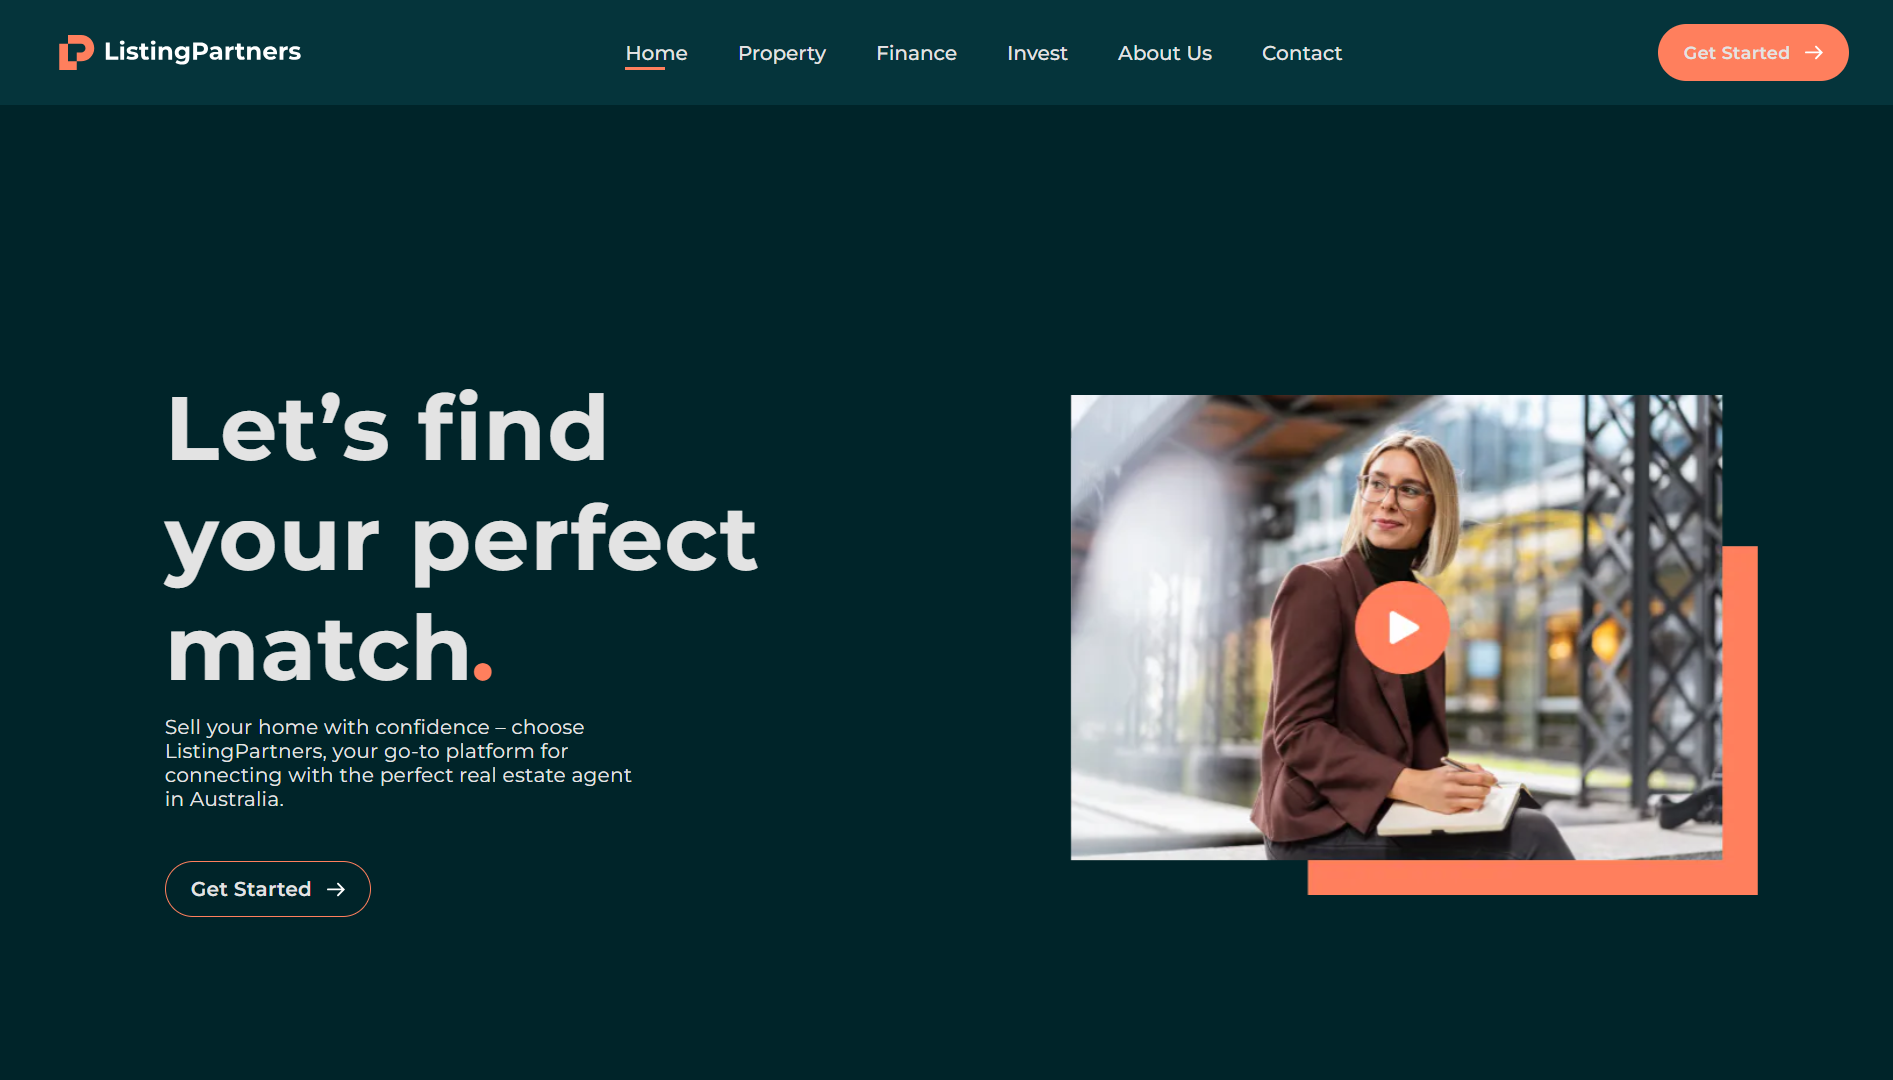 ListingPartners
Home
Property
Finance
Invest
About Us
Contact
Get Started
Let’s find
your perfect
match.
Sell your home with confidence – choose
ListingPartners, your go-to platform for
connecting with the perfect real estate agent
in Australia.
Get Started